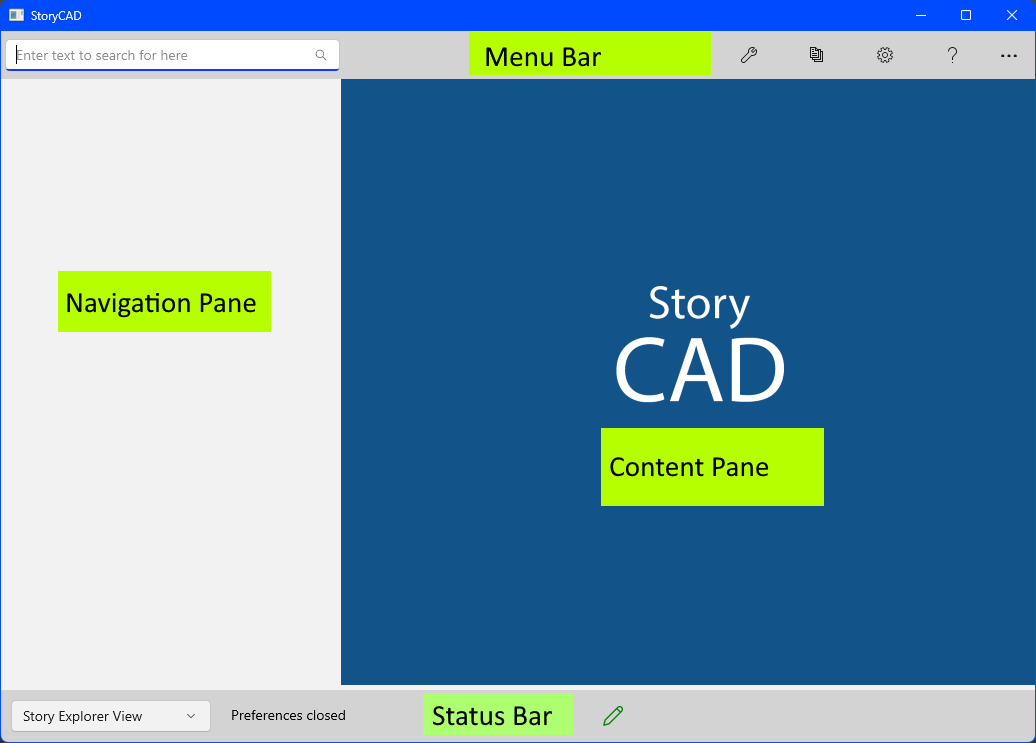 StoryCAD
Enter text to search for here
Menu Bar
?
...
Navigation Pane
Story
CAD
Content Pane
Story Explorer View
Preferences closed
Status Bar